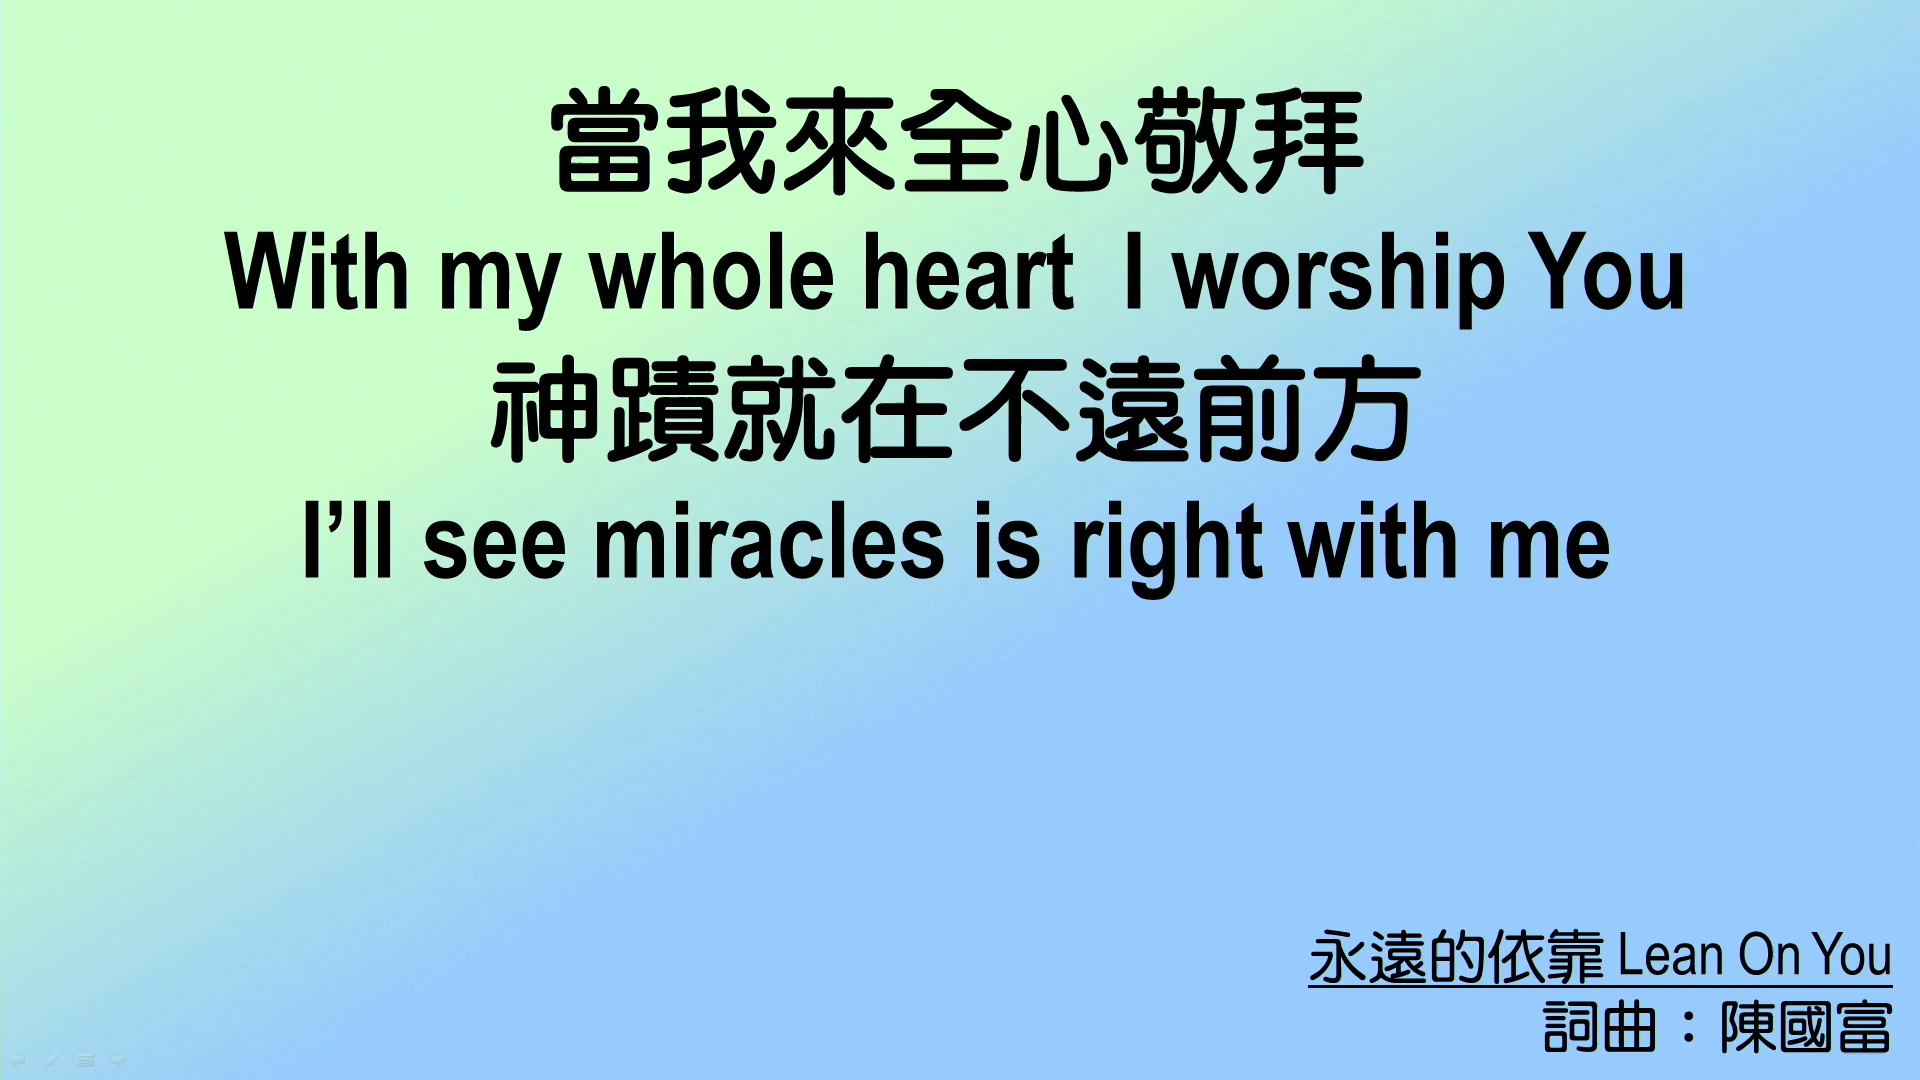 當我來全心敬拜
With my whole heart  I worship You
神蹟就在不遠前方
I’ll see miracles is right with me
永遠的依靠 Lean On You
詞曲：陳國富